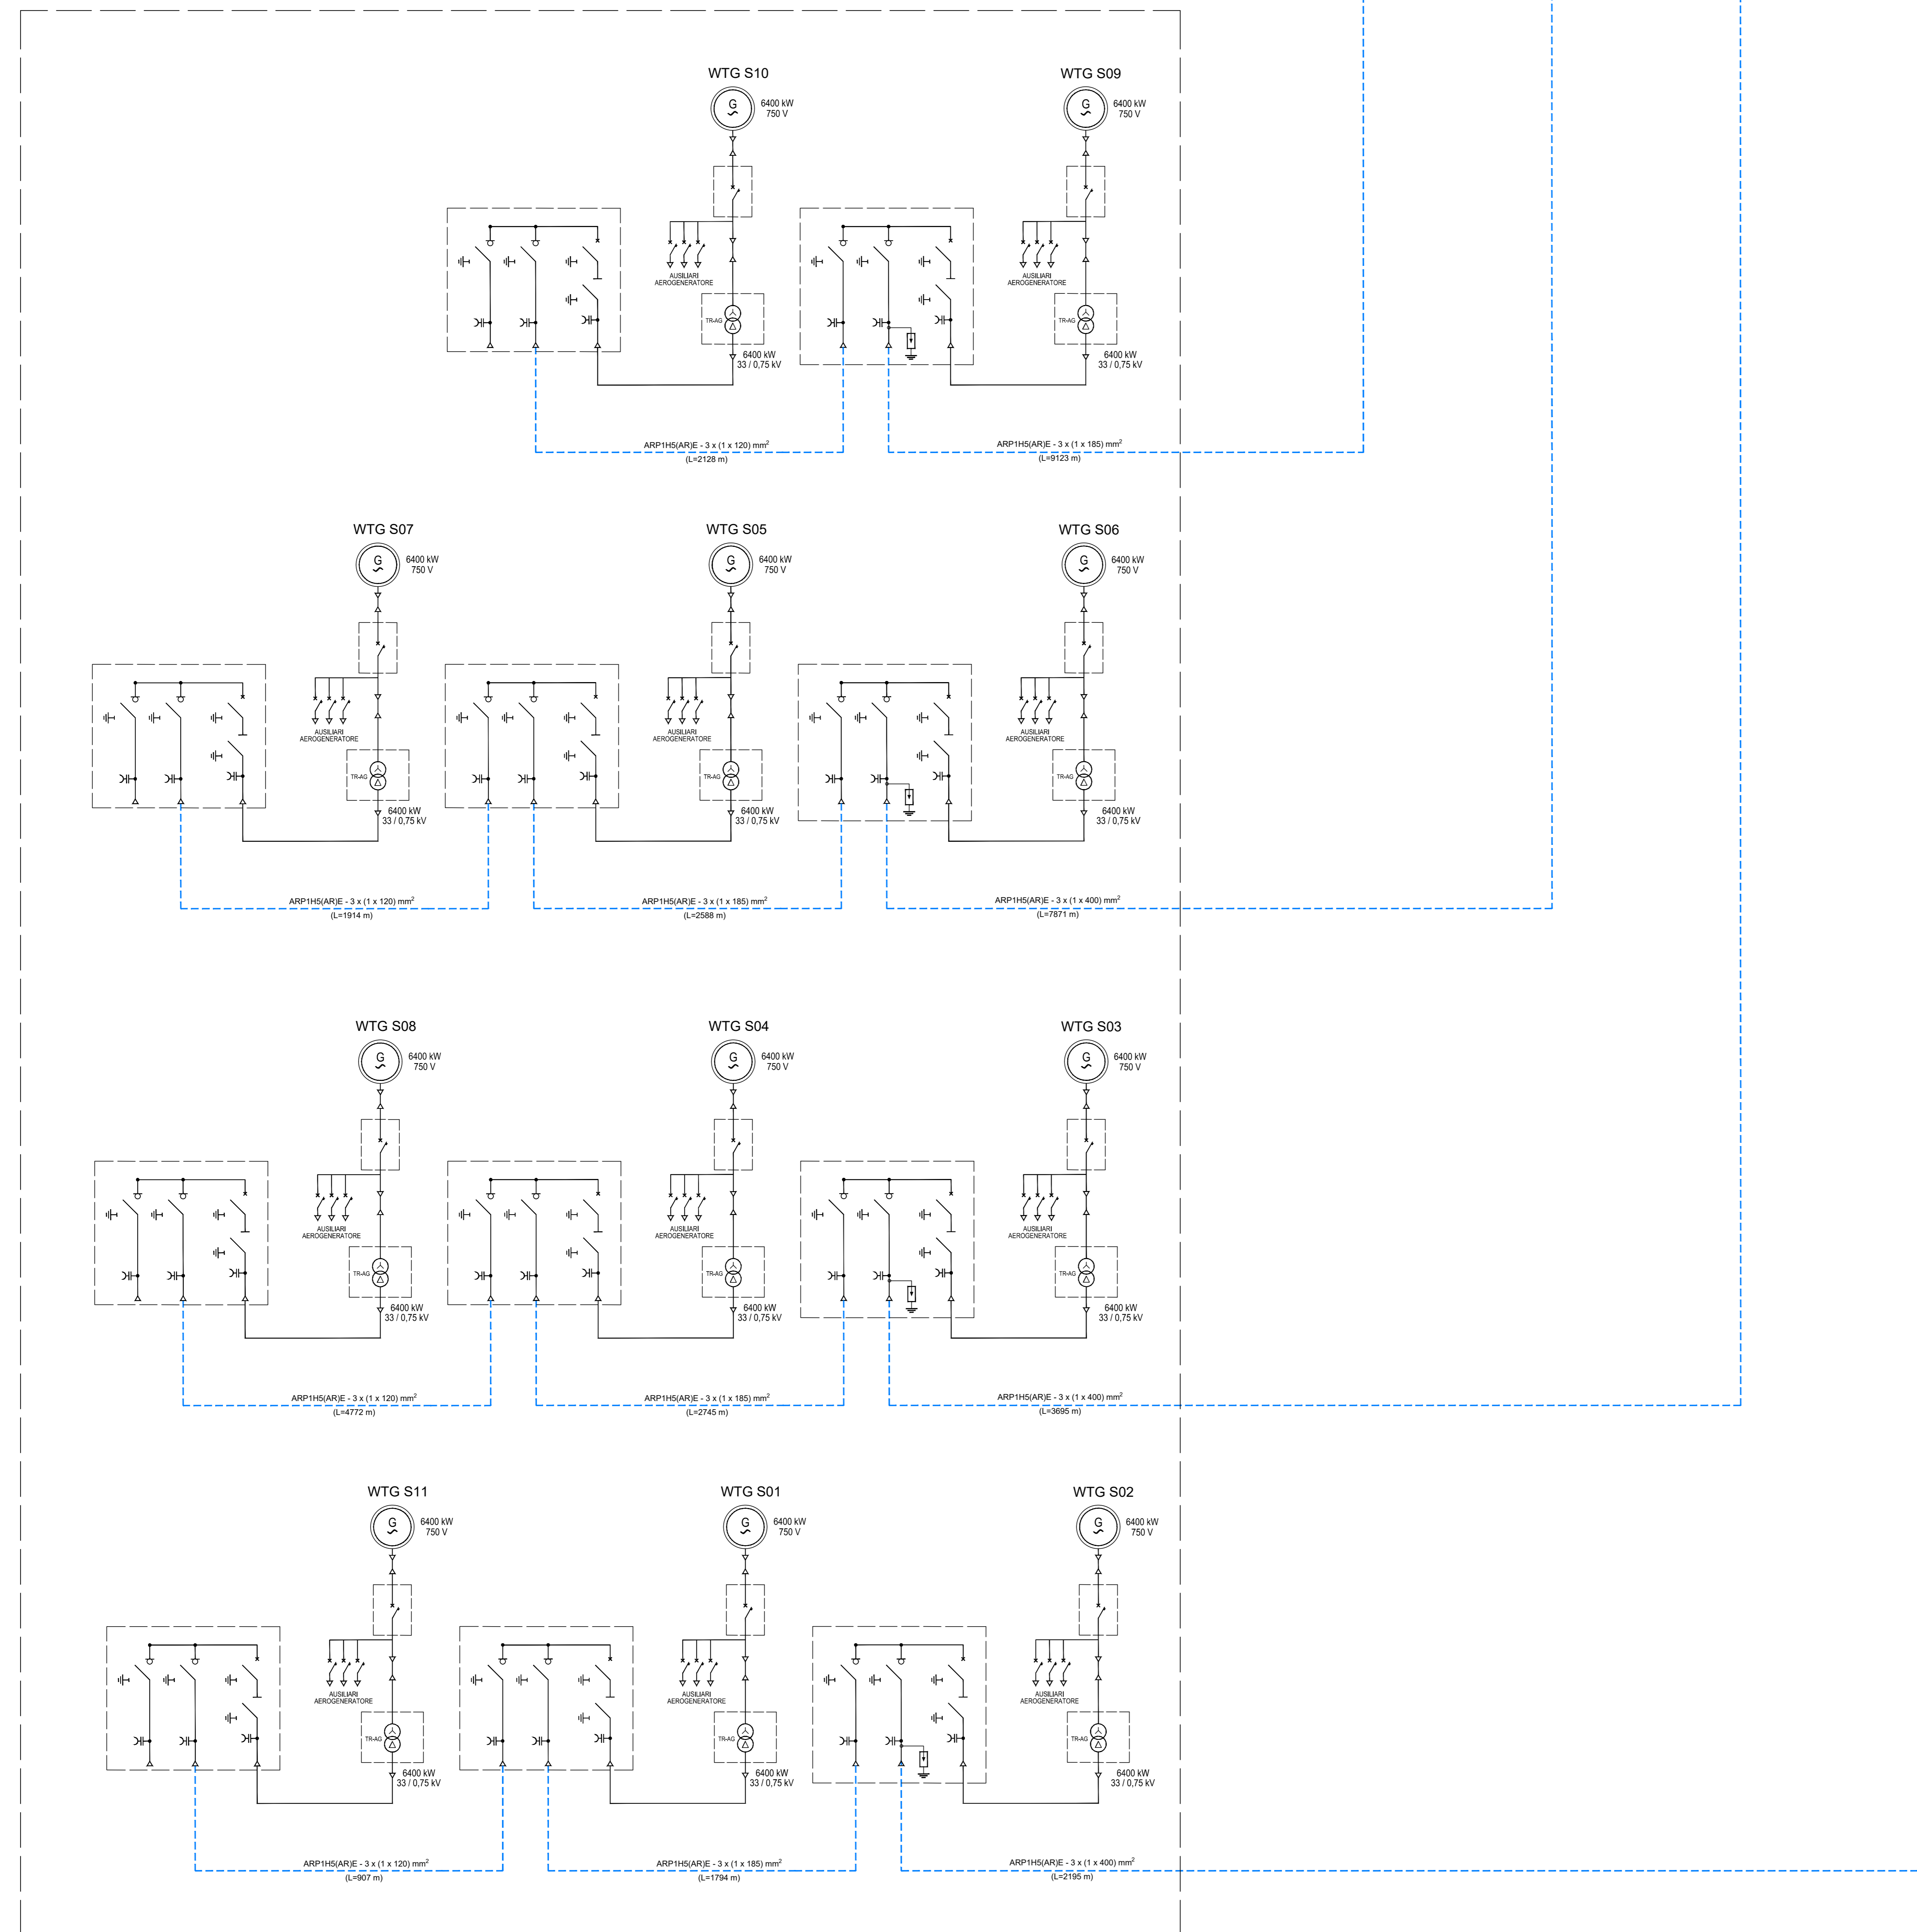 WTG S10
WTG S09
G
6400 kW
750 V
G
6400 kW
750 V
AUSILIARI
AEROGENERATORE
AUSILIARI
AEROGENERATORE
TR-AG
TR-AG
6400 kW
33 / 0,75 kV
6400 kW
33 / 0,75 kV
ARP1H5(AR)E - 3 x (1 x 120) mm²
(L=2128 m)
ARP1H5(AR)E - 3 x (1 x 185) mm²
(L=9123 m)
WTG S07
WTG S05
WTG S06
G
6400 kW
750 V
G
6400 kW
750 V
G
6400 kW
750 V
AUSILIARI
AEROGENERATORE
AUSILIARI
AEROGENERATORE
AUSILIARI
AEROGENERATORE
TR-AG
TR-AG
TR-AG
6400 kW
33 / 0,75 kV
6400 kW
33 / 0,75 kV
6400 kW
33 / 0,75 kV
ARP1H5(AR)E - 3 x (1 x 120) mm²
(L=1914 m)
ARP1H5(AR)E - 3 x (1 x 185) mm²
(L=2588 m)
ARP1H5(AR)E - 3 x (1 x 400) mm²
(L=7871 m)
WTG S08
WTG S04
WTG S03
G
6400 kW
750 V
G
6400 kW
750 V
G
6400 kW
750 V
AUSILIARI
AEROGENERATORE
AUSILIARI
AEROGENERATORE
AUSILIARI
AEROGENERATORE
TR-AG
TR-AG
TR-AG
6400 kW
33 / 0,75 kV
6400 kW
33 / 0,75 kV
6400 kW
33 / 0,75 kV
ARP1H5(AR)E - 3 x (1 x 120) mm²
(L=4772 m)
ARP1H5(AR)E - 3 x (1 x 185) mm²
(L=2745 m)
ARP1H5(AR)E - 3 x (1 x 400) mm²
(L=3695 m)
WTG S11
WTG S01
WTG S02
G
6400 kW
750 V
G
6400 kW
750 V
G
6400 kW
750 V
AUSILIARI
AEROGENERATORE
AUSILIARI
AEROGENERATORE
AUSILIARI
AEROGENERATORE
TR-AG
TR-AG
TR-AG
6400 kW
33 / 0,75 kV
6400 kW
33 / 0,75 kV
6400 kW
33 / 0,75 kV
ARP1H5(AR)E - 3 x (1 x 120) mm²
(L=907 m)
ARP1H5(AR)E - 3 x (1 x 185) mm²
(L=1794 m)
ARP1H5(AR)E - 3 x (1 x 400) mm²
(L=2195 m)